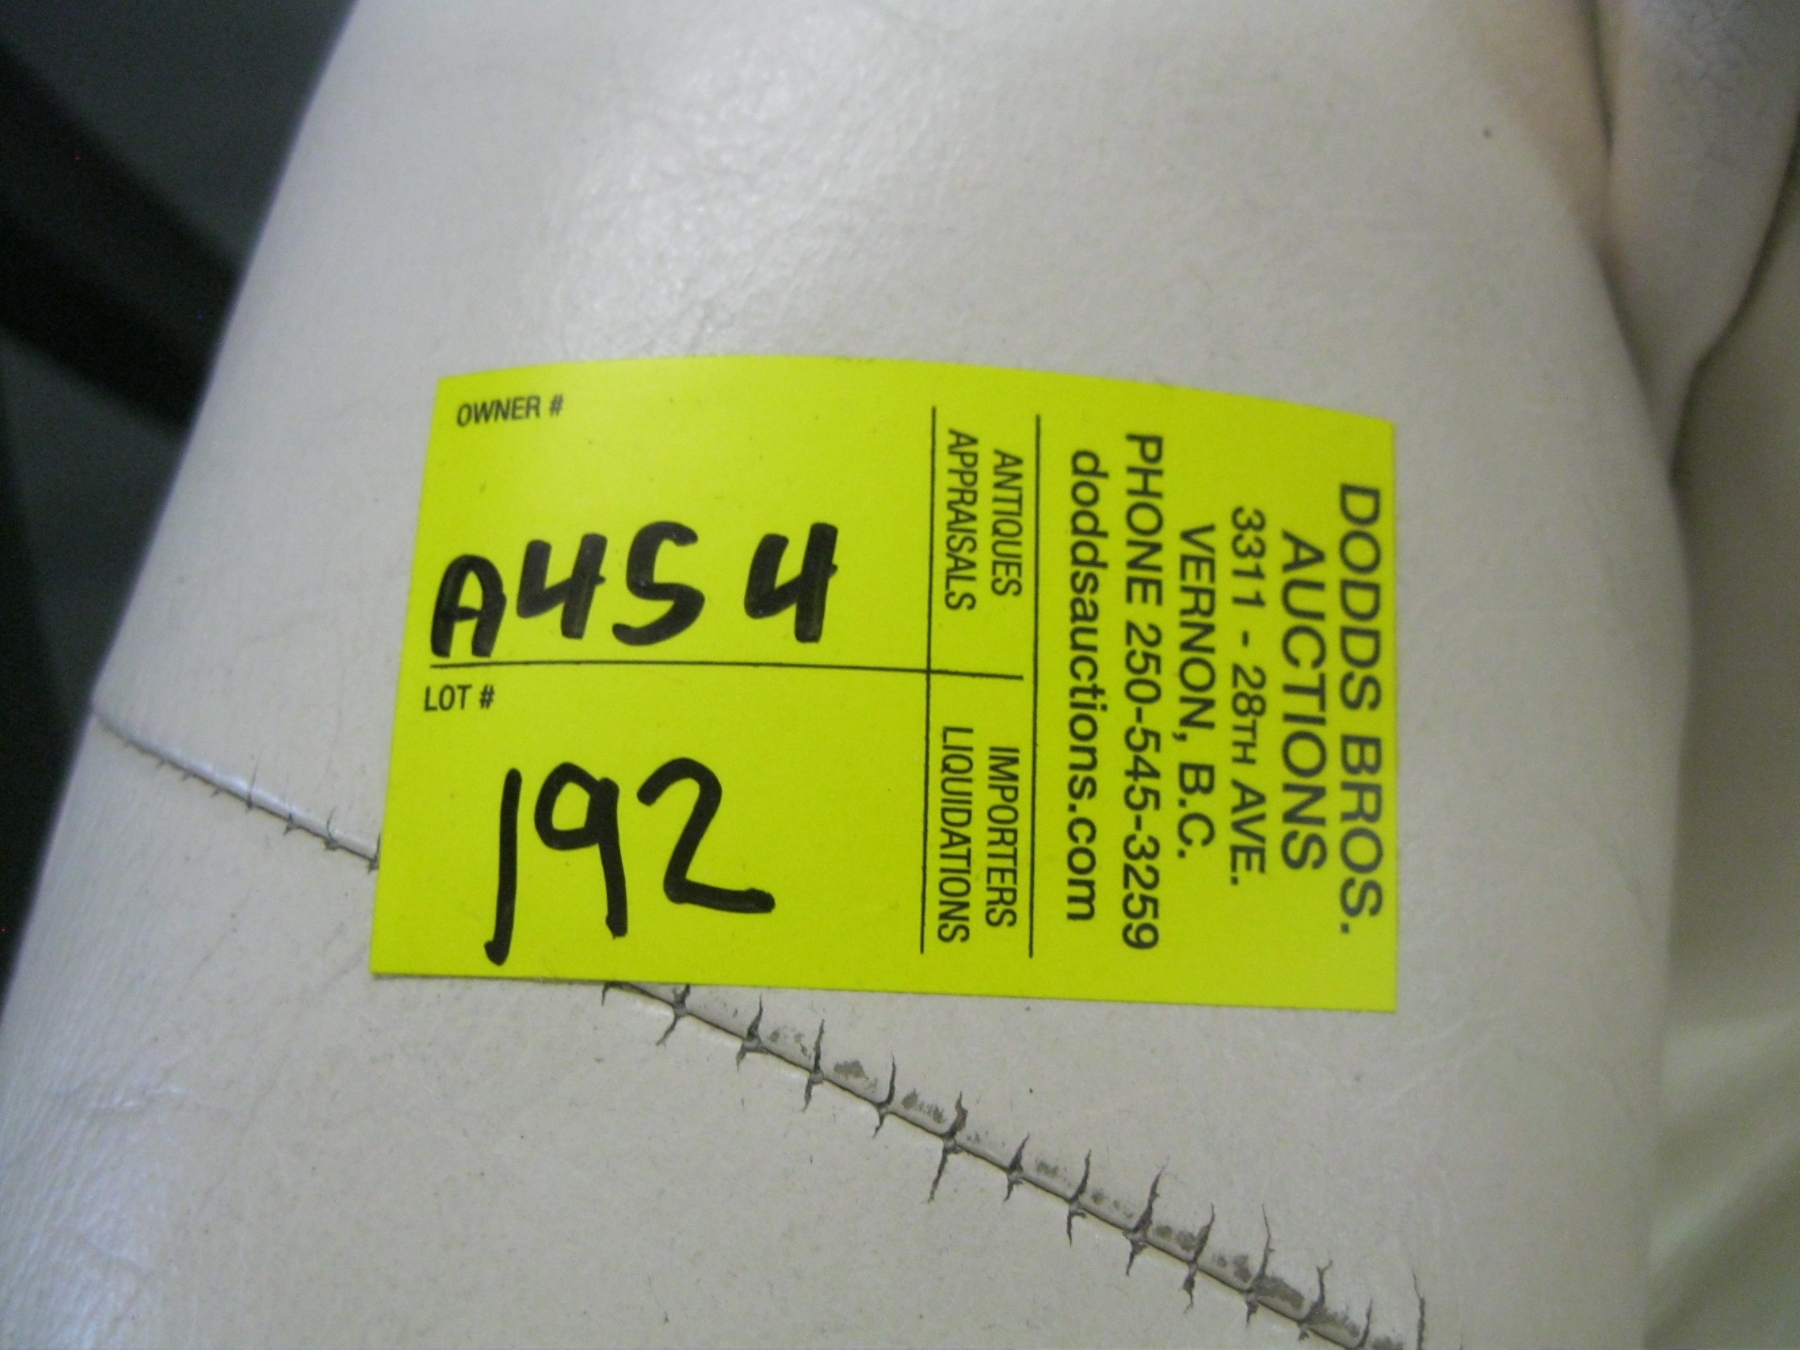 OWNER #
A454
LOT #
192
DODDS BROS.
AUCTIONS
3311 - 28TH AVE.
VERNON, B.C.
PHONE 250-545-3259
doddsauctions.com
ANTIQUES
APPRAISALS
IMPORTERS
LIQUIDATIONS